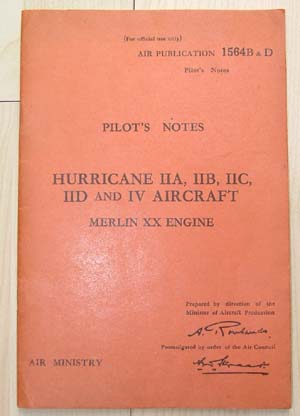 (For official use only)
AIR PUBLICATION 1564B & D
Pilot's Notes
PILOT'S NOTES
HURRICANE IIA, IIB, IIC,
IID AND IV AIRCRAFT
MERLIN XX ENGINE
Prepared by direction of the
Minister of Aircraft Production
A. Rowlands
Promulgated by order of the Air Council
AIR MINISTRY